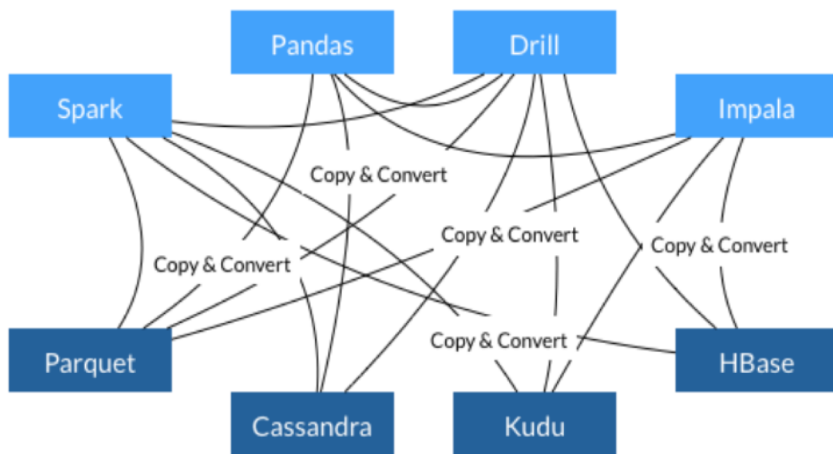 Pandas
Drill
Spark
Impala
Copy & Convert
Copy & Convert
Copy & Convert
Copy & Convert
Copy & Convert
Parquet
HBase
Cassandra
Kudu